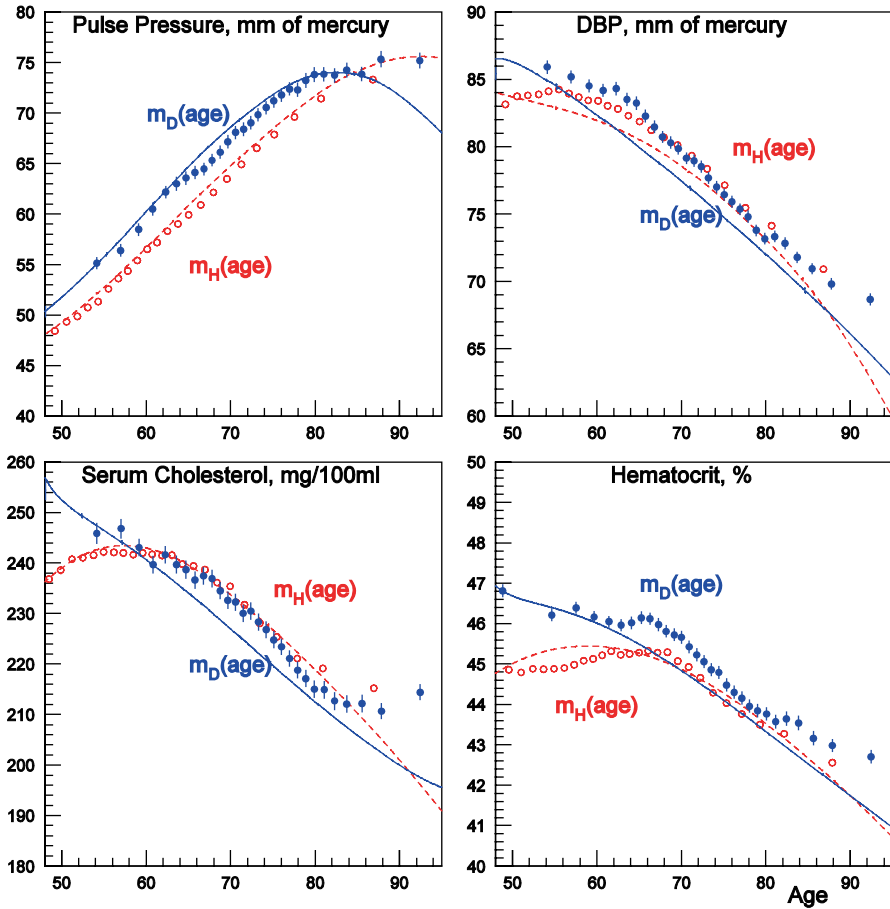 Pulse Pressure, mm of mercury
80
75
70
65
60
55
50
45
40
m_D(age)
m_H(age)
50 60 70 80 90
DBP, mm of mercury
90
85
80
75
70
65
60
m_H(age)
m_D(age)
50 60 70 80 90
Serum Cholesterol, mg/100ml
260
250
240
230
220
210
200
190
180
m_H(age)
m_D(age)
50 60 70 80 90
Hematocrit, %
50
49
48
47
46
45
44
43
42
41
40
m_D(age)
m_H(age)
50 60 70 80 90
Age